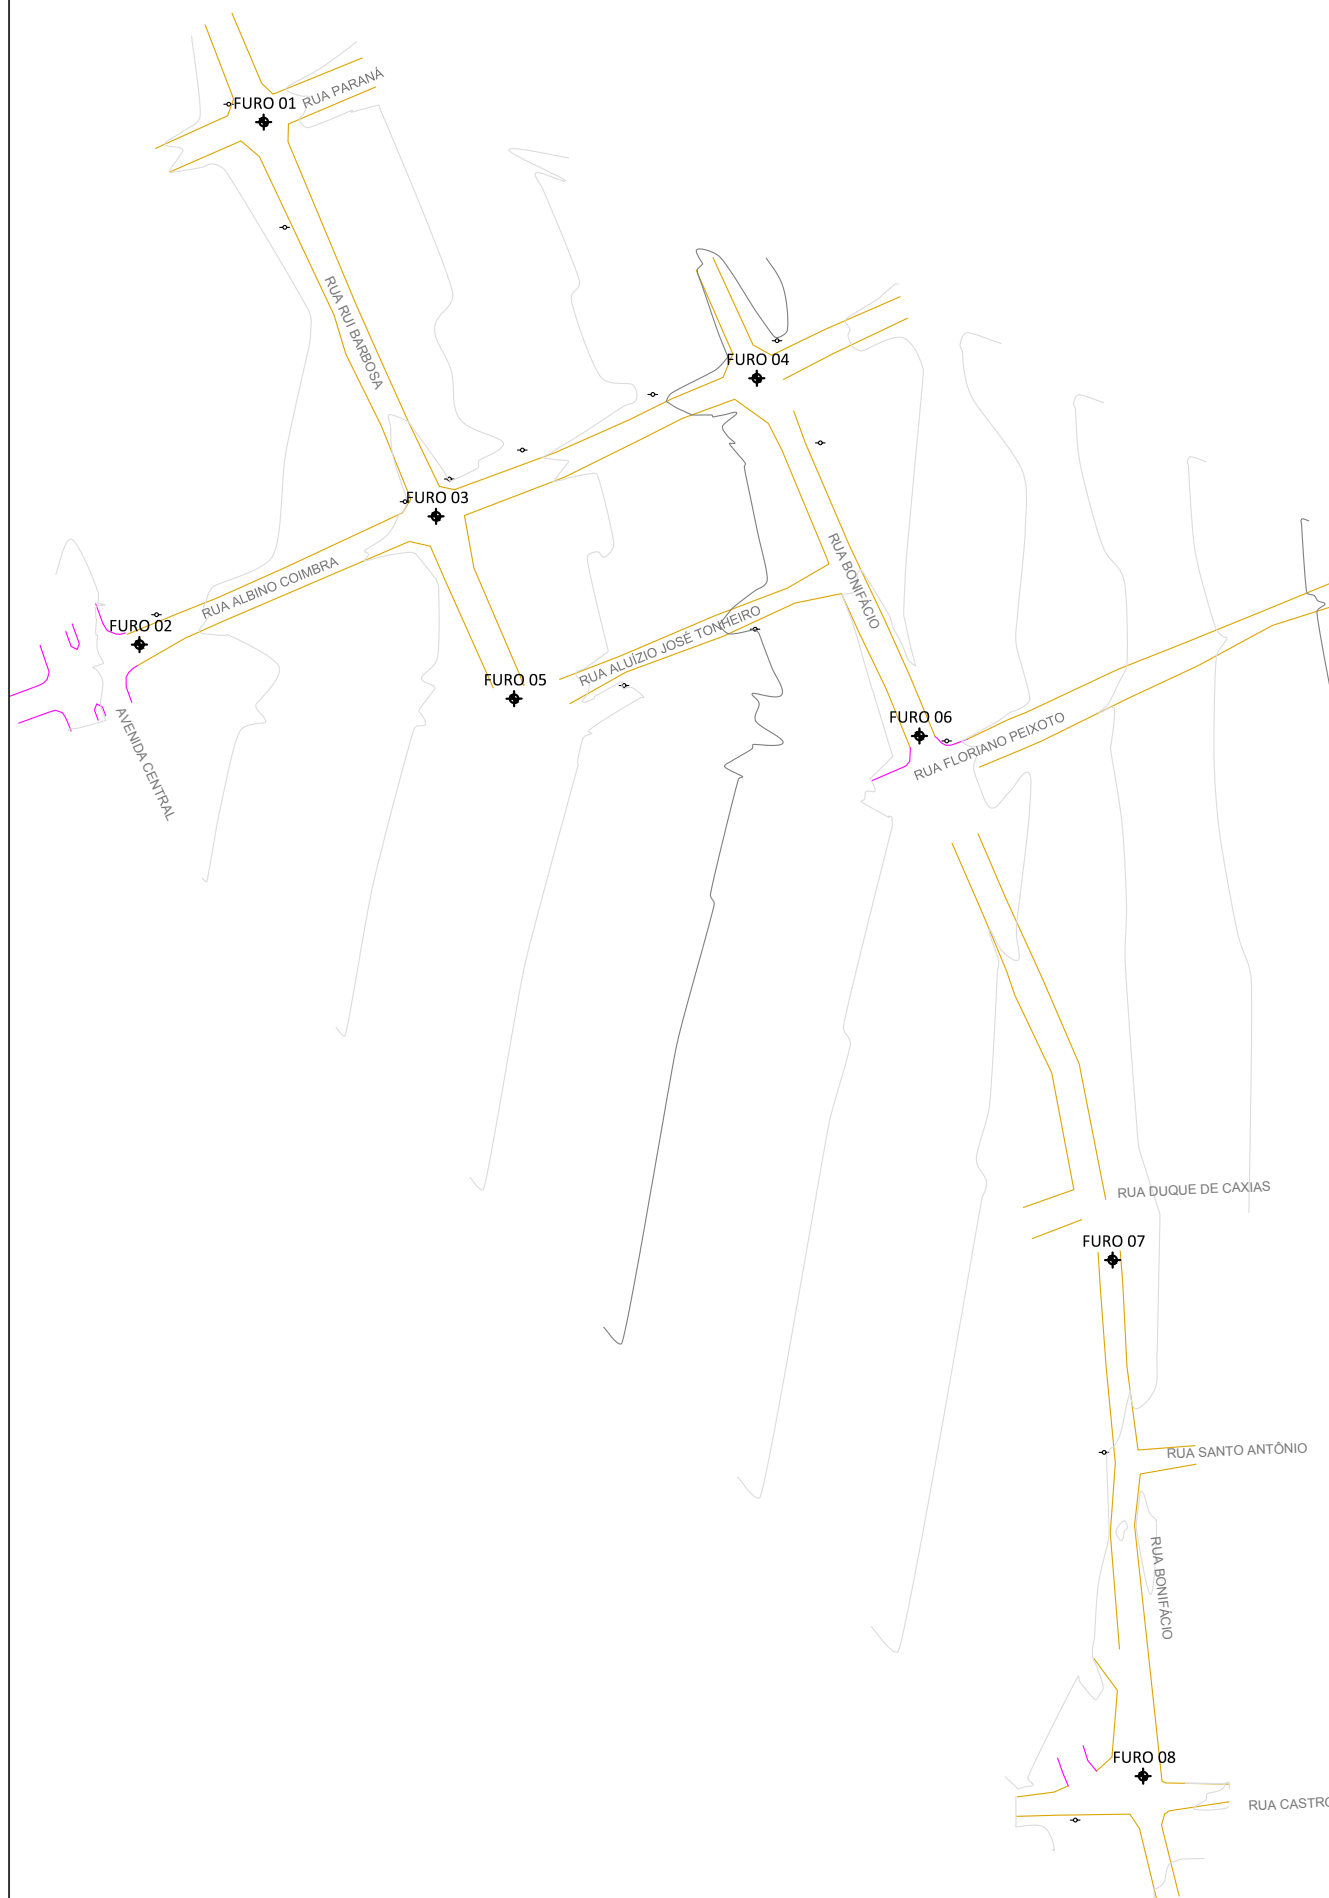 FURO 01
RUA PARANÁ
RUA RUI BARBOSA
FURO 04
FURO 03
RUA ALBINO COIMBRA
RUA BONIFÁCIO
FURO 02
RUA ALUÍZIO JOSÉ TONHEIRO
FURO 05
AVENIDA CENTRAL
FURO 06
RUA FLORIANO PEIXOTO
RUA DUQUE DE CAXIAS
FURO 07
RUA SANTO ANTÔNIO
RUA BONIFÁCIO
FURO 08
RUA CASTRO